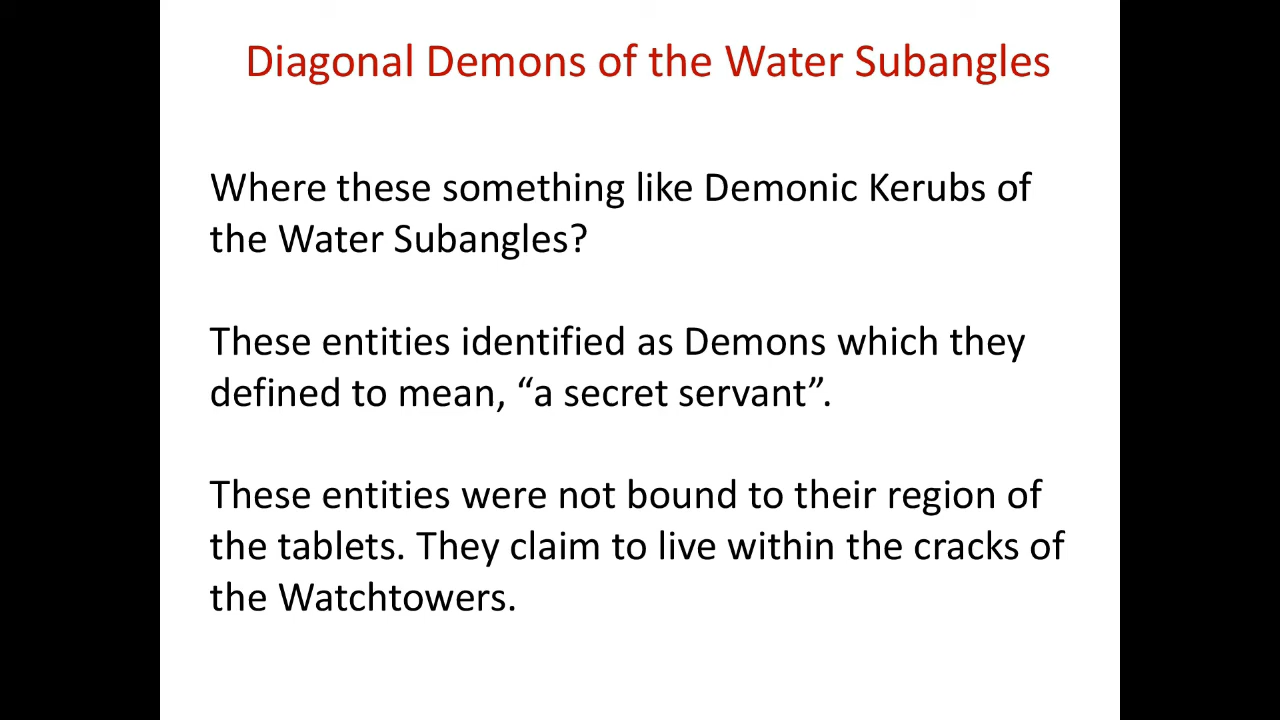 Diagonal Demons of the Water Subangles
Where these something like Demonic Kerubs of
the Water Subangles?
These entities identified as Demons which they
defined to mean, “a secret servant”.
These entities were not bound to their region of
the tablets. They claim to live within the cracks of
the Watchtowers.